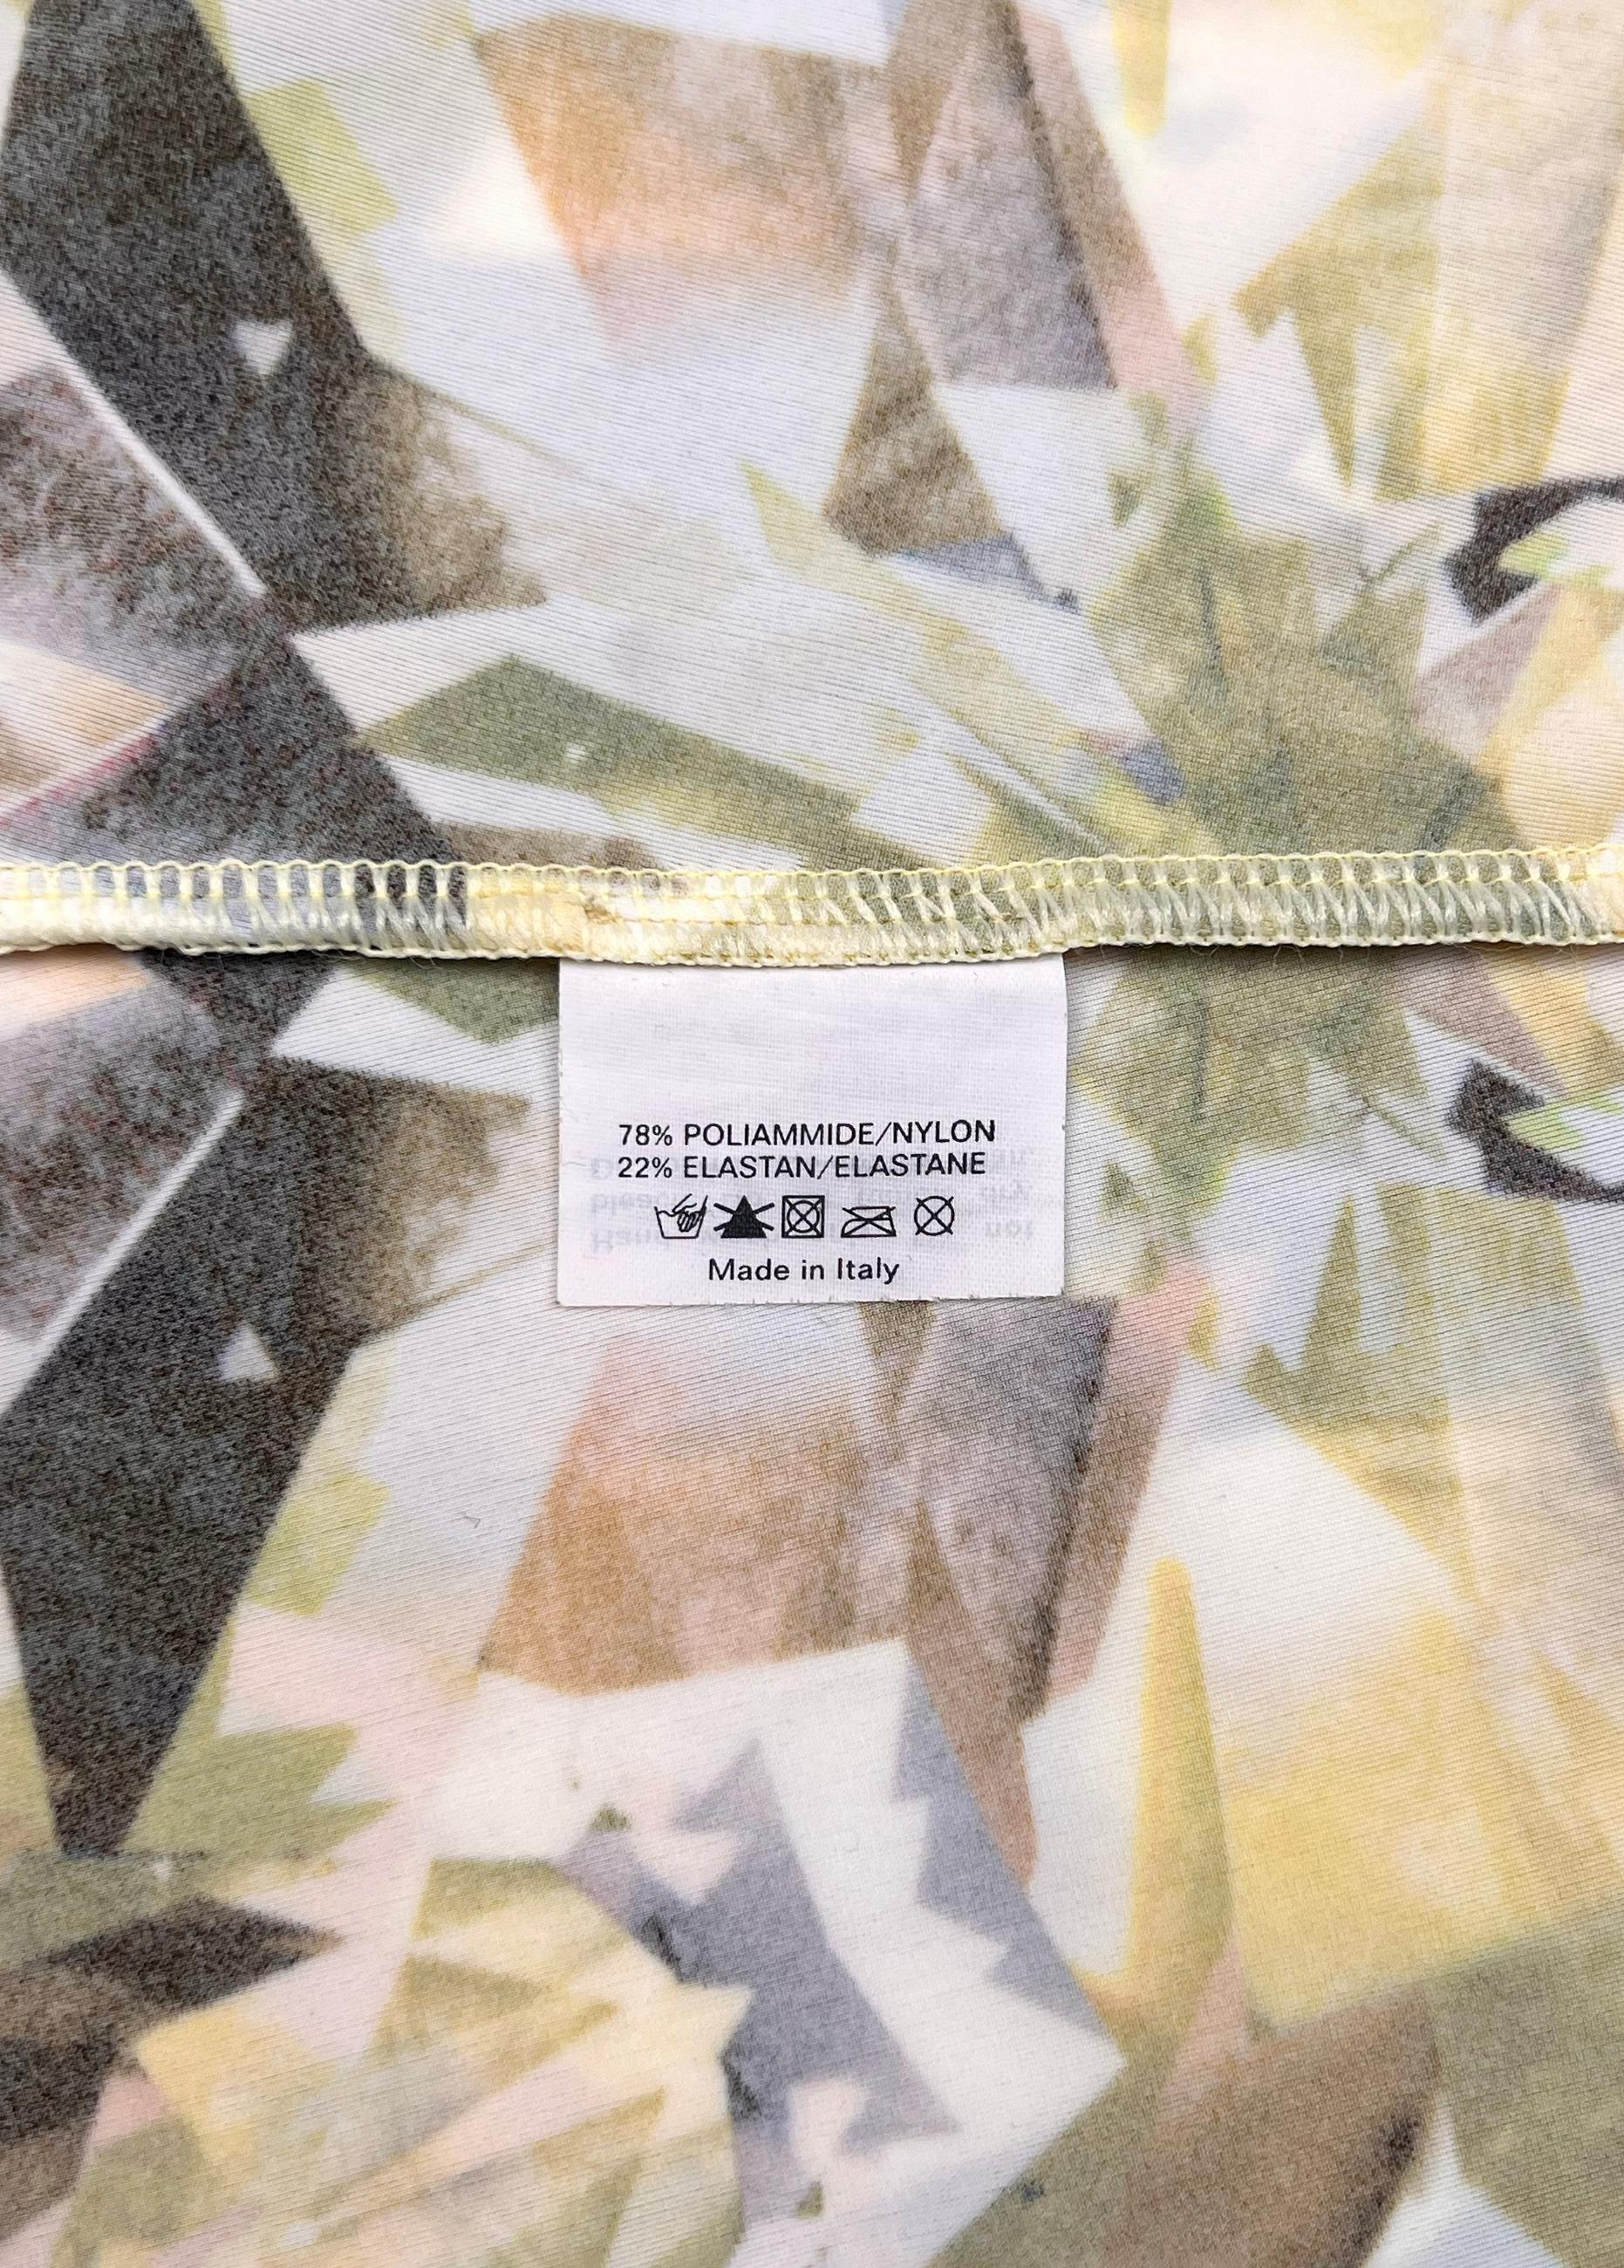 78% POLIAMMIDE/NYLON
22% ELASTAN/ELASTANE
Made in Italy